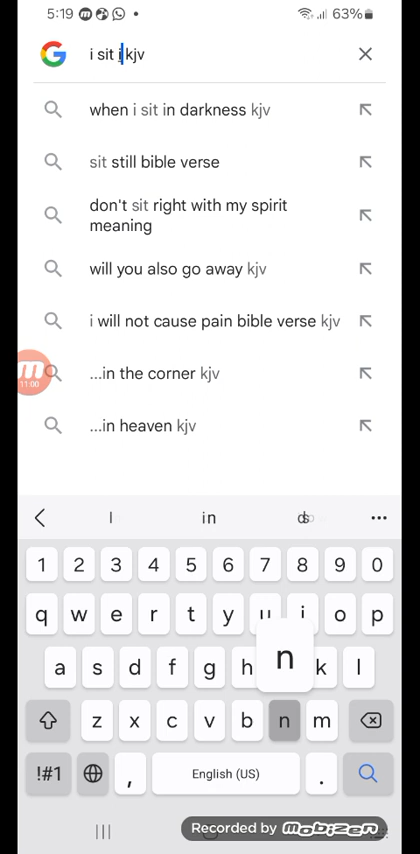 5:19 63%
i sit i kjv
when i sit in darkness kjv
sit still bible verse
don't sit right with my spirit
meaning
will you also go away kjv
i will not cause pain bible verse kjv
...in the corner kjv
11:00
...in heaven kjv
I in
1 2 3 4 5 6 7 8 9 0
q w e r t y u i o p
a s d f g h n k l
z x c v b n m
!#1 , English (US) .
Recorded by mobizen